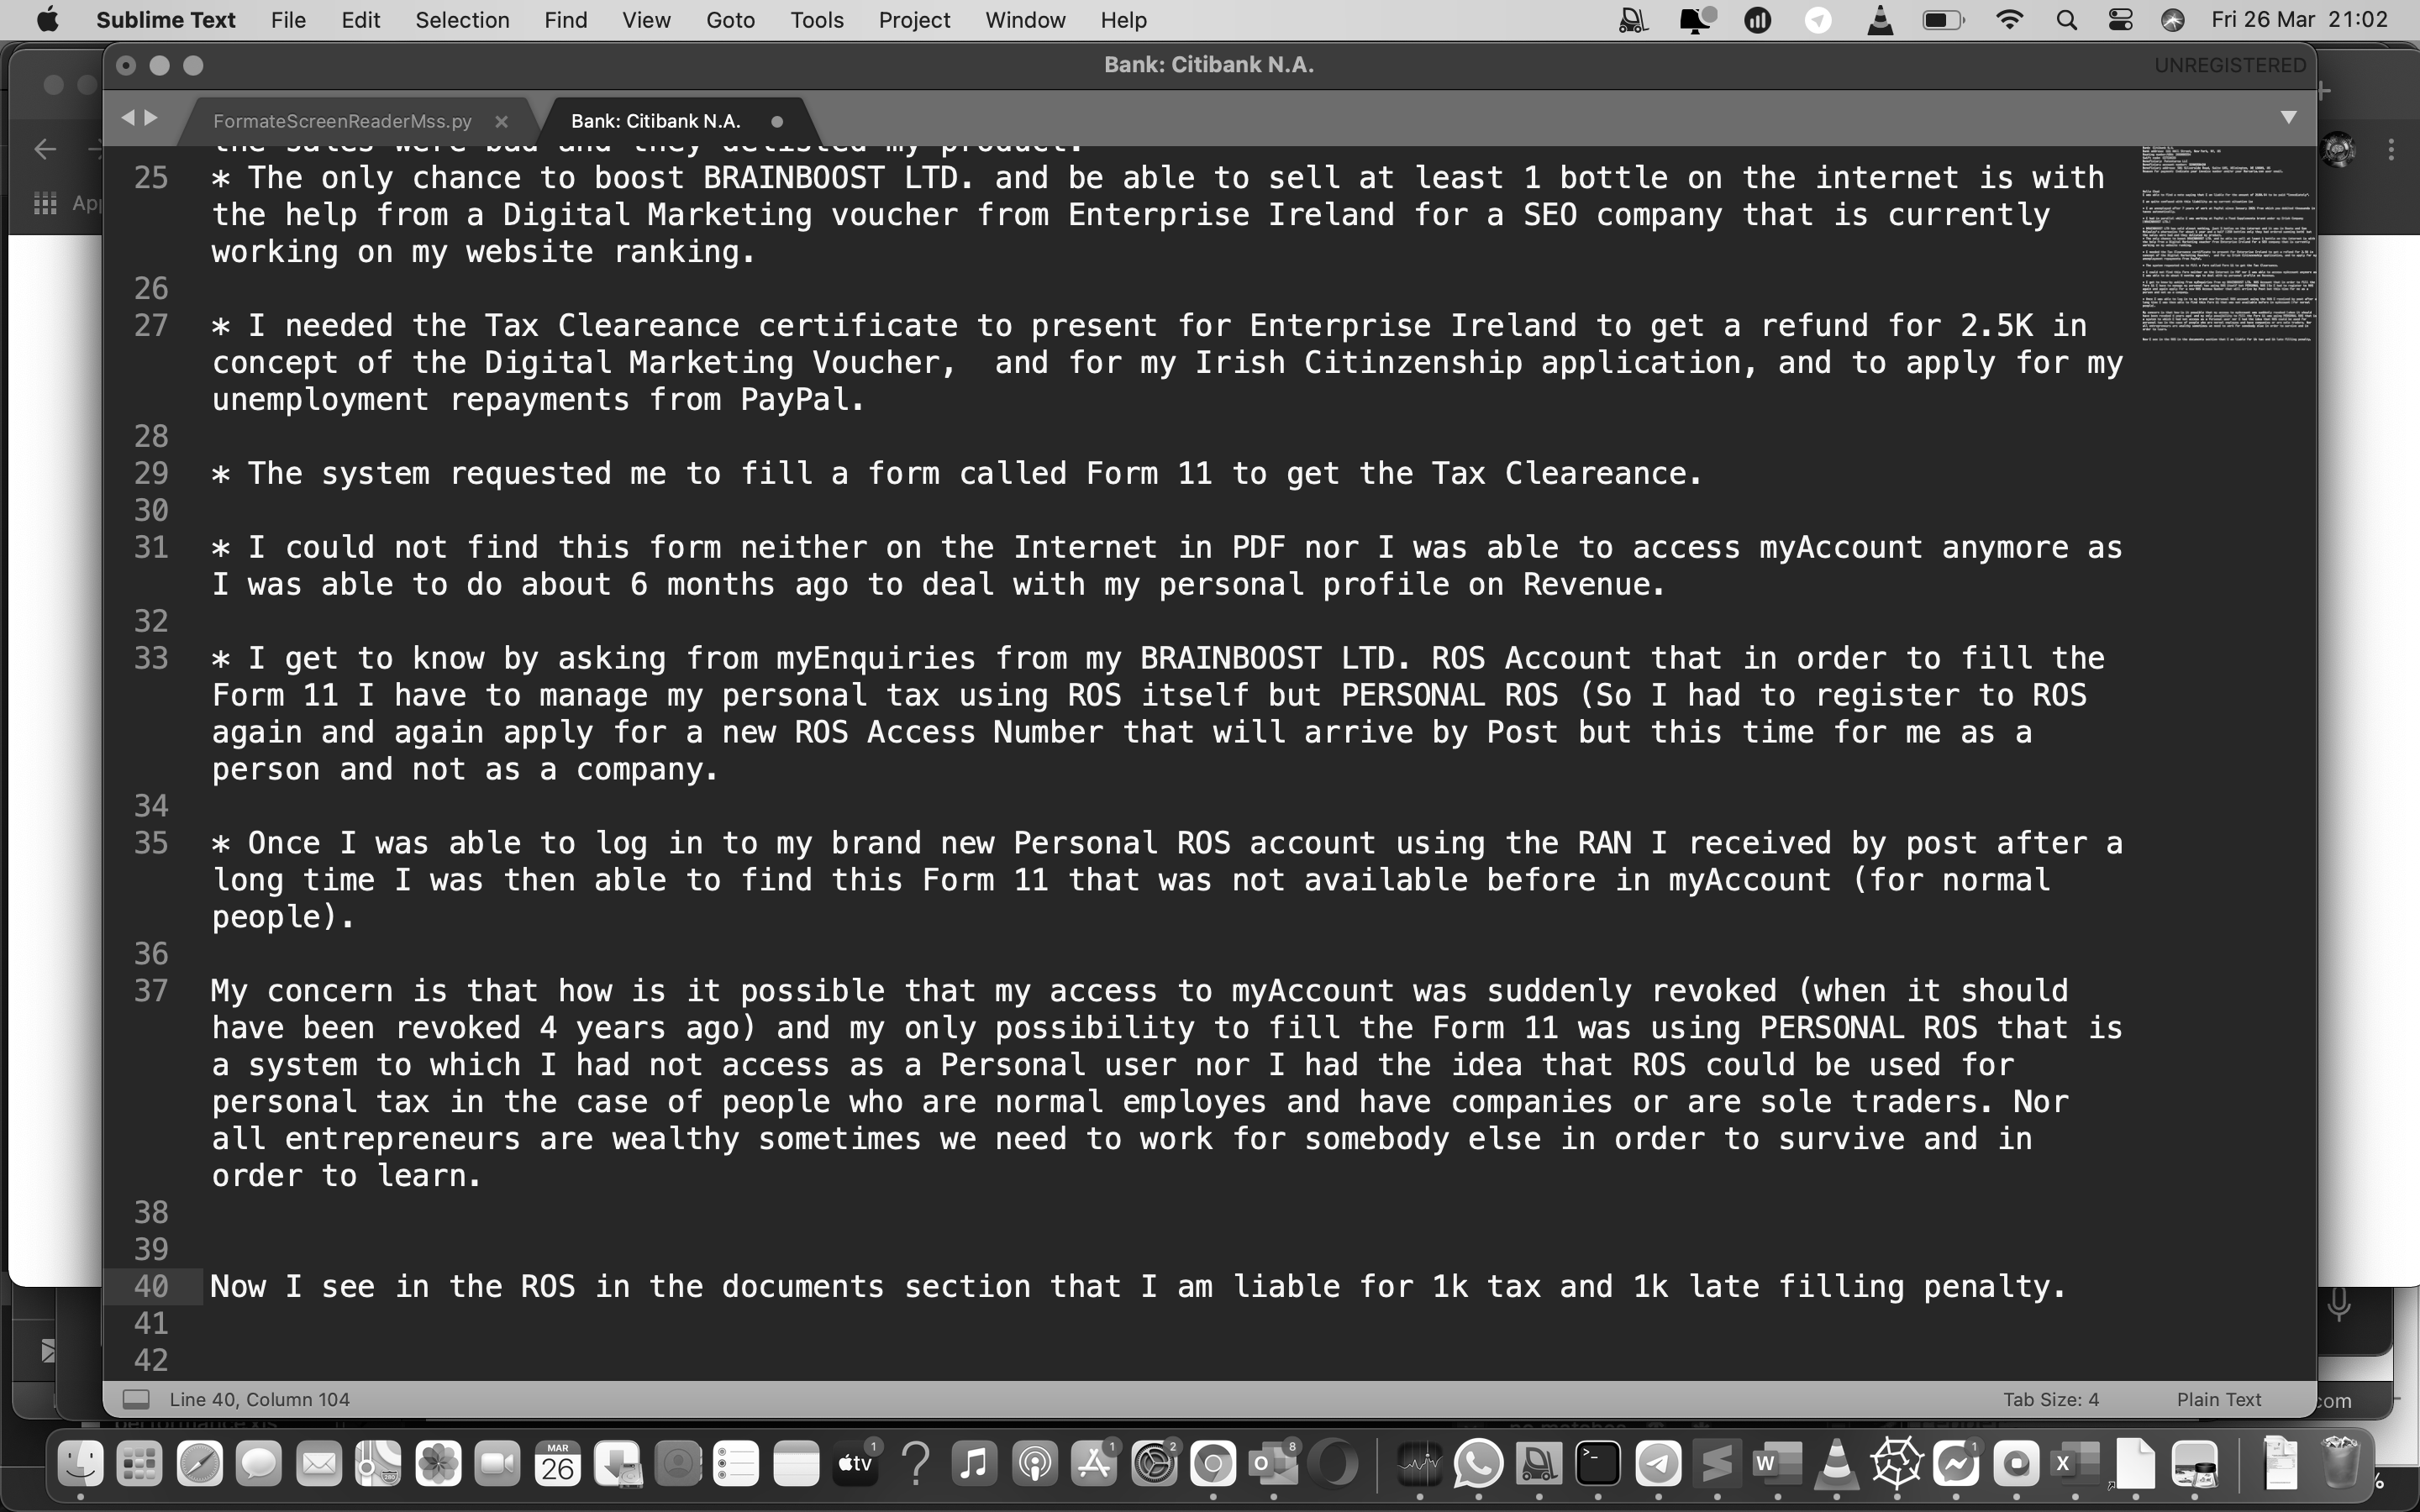 Sublime Text File Edit Selection Find View Goto Tools Project Window Help Fri 26 Mar 21:02
Bank: Citibank N.A. UNREGISTERED
FormateScreenReaderMss.py Bank: Citibank N.A.
the sales were bad and they delisted my product.
25 * The only chance to boost BRAINBOOST LTD. and be able to sell at least 1 bottle on the internet is with
the help from a Digital Marketing voucher from Enterprise Ireland for a SEO company that is currently
working on my website ranking.
26
27 * I needed the Tax Cleareance certificate to present for Enterprise Ireland to get a refund for 2.5K in
concept of the Digital Marketing Voucher,  and for my Irish Citinzenship application, and to apply for my
unemployment repayments from PayPal.
28
29 * The system requested me to fill a form called Form 11 to get the Tax Cleareance.
30
31 * I could not find this form neither on the Internet in PDF nor I was able to access myAccount anymore as
I was able to do about 6 months ago to deal with my personal profile on Revenue.
32
33 * I get to know by asking from myEnquiries from my BRAINBOOST LTD. ROS Account that in order to fill the
Form 11 I have to manage my personal tax using ROS itself but PERSONAL ROS (So I had to register to ROS
again and again apply for a new ROS Access Number that will arrive by Post but this time for me as a
person and not as a company.
34
35 * Once I was able to log in to my brand new Personal ROS account using the RAN I received by post after a
long time I was then able to find this Form 11 that was not available before in myAccount (for normal
people).
36
37 My concern is that how is it possible that my access to myAccount was suddenly revoked (when it should
have been revoked 4 years ago) and my only possibility to fill the Form 11 was using PERSONAL ROS that is
a system to which I had not access as a Personal user nor I had the idea that ROS could be used for
personal tax in the case of people who are normal employes and have companies or are sole traders. Nor
all entrepreneurs are wealthy sometimes we need to work for somebody else in order to survive and in
order to learn.
38
39
40 Now I see in the ROS in the documents section that I am liable for 1k tax and 1k late filling penalty.
41
42
Line 40, Column 104 Tab Size: 4 Plain Text
MAR
26
tv